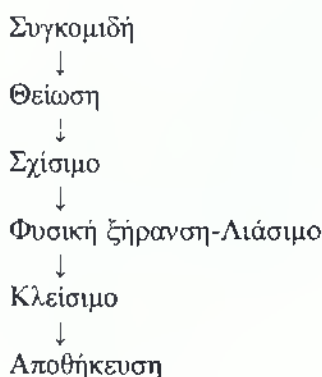 Συγκομιδή
↓
Θείωση
↓
Σχίσιμο
↓
Φυσική ξήρανση-Λιάσιμο
↓
Κλείσιμο
↓
Αποθήκευση